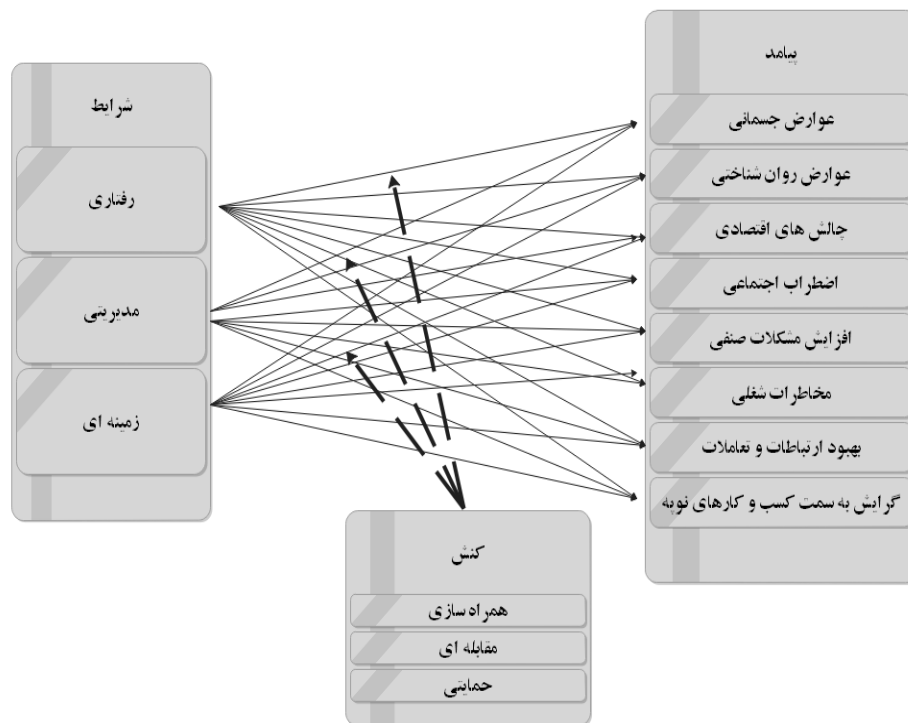 پیامد
عوارض جسمانی
عوارض روان شناختی
چالش های اقتصادی
اضطراب اجتماعی
افزایش مشکلات صنفی
مخاطرات شغلی
بهبود ارتباطات و تعاملات
گرایش به سمت کسب و کارهای نوپه
شرایط
رفتاری
مدیریتی
زمینه ای
کنش
همراه سازی
مقابله ای
حمایتی